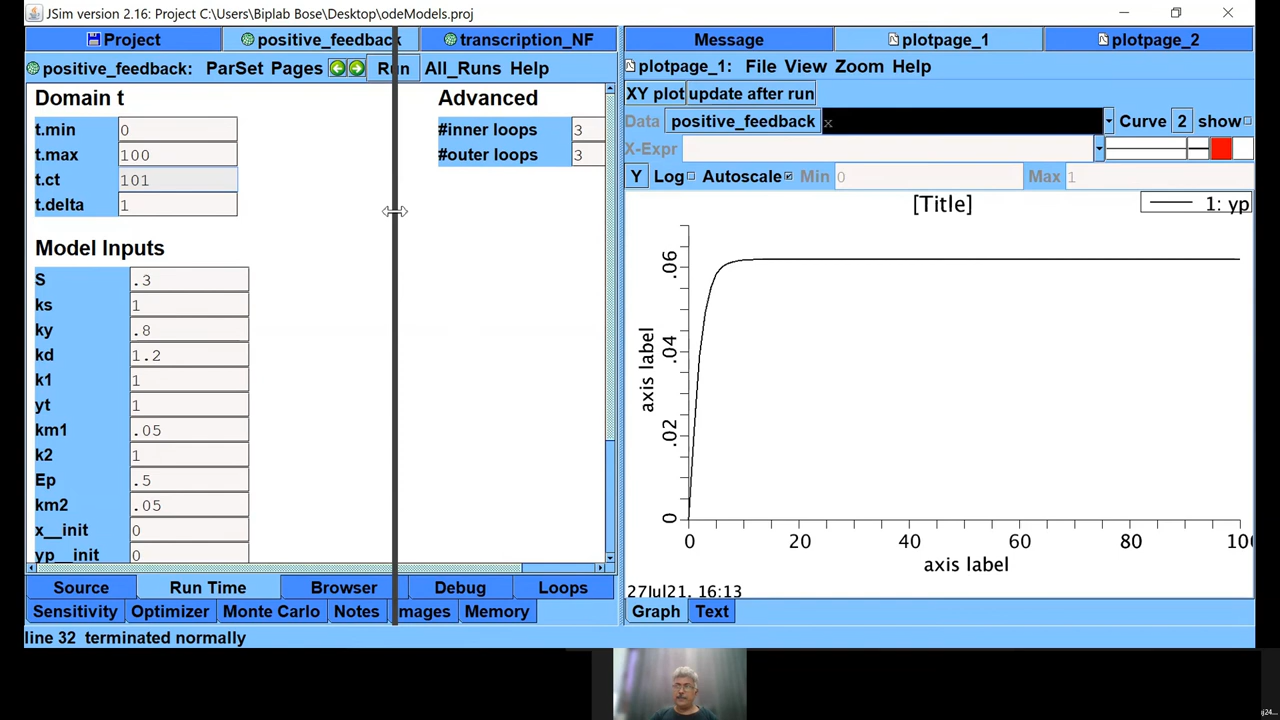 JSim version 2.16: Project C:\Users\Biplab Bose\Desktop\odeModels.proj
Project positive_feedback transcription_NF
positive_feedback: ParSet Pages Run All_Runs Help
Domain t
t.min 0
t.max 100
t.ct 101
t.delta 1
Advanced
#inner loops 3
#outer loops 3
Model Inputs
S .3
ks 1
ky .8
kd 1.2
k1 1
yt 1
km1 .05
k2 1
Ep .5
km2 .05
x__init 0
yp__init 0
Source Run Time Browser Debug Loops
Sensitivity Optimizer Monte Carlo Notes Images Memory
line 32 terminated normally
Message plotpage_1 plotpage_2
plotpage_1: File View Zoom Help
XY plot update after run
Data positive_feedback x Curve 2 show
X-Expr
Y Log Autoscale Min 0 Max 1
[Title]
1: yp
axis label
.06
.04
.02
0
0 20 40 60 80 100
axis label
27Jul21, 16:13
Graph Text